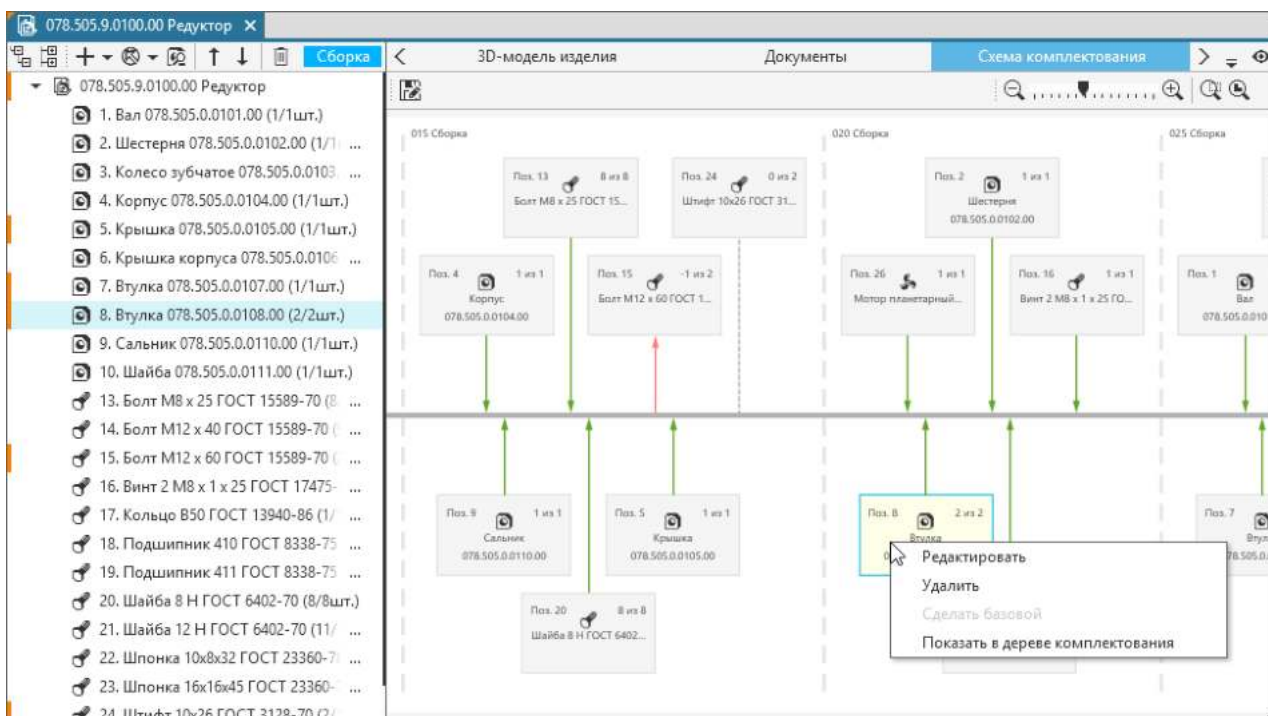 078.505.9.0100.00 Редуктор
Сборка
3D-модель изделия
Документы
Схема комплектования
078.505.9.0100.00 Редуктор
1. Вал 078.505.0.0101.00 (1/1шт.)
2. Шестерня 078.505.0.0102.00 (1/1 ...
3. Колесо зубчатое 078.505.0.0103. ...
4. Корпус 078.505.0.0104.00 (1/1шт.)
5. Крышка 078.505.0.0105.00 (1/1шт.)
6. Крышка корпуса 078.505.0.0106 ...
7. Втулка 078.505.0.0107.00 (1/1шт.)
8. Втулка 078.505.0.0108.00 (2/2шт.)
9. Сальник 078.505.0.0110.00 (1/1шт.)
10. Шайба 078.505.0.0111.00 (1/1шт.)
13. Болт М8 х 25 ГОСТ 15589-70 (8 ...
14. Болт М12 х 40 ГОСТ 15589-70 ( ...
15. Болт М12 х 60 ГОСТ 15589-70 ( ...
16. Винт 2 М8 х 1 х 25 ГОСТ 17475- ...
17. Кольцо В50 ГОСТ 13940-86 (1/ ...
18. Подшипник 410 ГОСТ 8338-75 ...
19. Подшипник 411 ГОСТ 8338-75 ...
20. Шайба 8 Н ГОСТ 6402-70 (8/8шт.)
21. Шайба 12 Н ГОСТ 6402-70 (11/ ...
22. Шпонка 10х8х32 ГОСТ 23360-7 ...
23. Шпонка 16х16х45 ГОСТ 23360- ...
24. Штифт 10х26 ГОСТ 3128-70 (2/
015 Сборка
020 Сборка
025 Сборка
Поз. 13 8 из 8
Болт М8 х 25 ГОСТ 15...
Поз. 24 0 из 2
Штифт 10х26 ГОСТ 31...
Поз. 2 1 из 1
Шестерня
078.505.0.0102.00
Поз. 4 1 из 1
Корпус
078.505.0.0104.00
Поз. 15 -1 из 2
Болт М12 х 60 ГОСТ 1...
Поз. 26 1 из 1
Мотор планетарный...
Поз. 16 1 из 1
Винт 2 М8 х 1 х 25 ГО...
Поз. 1
Вал
078.505.0.010
Поз. 9 1 из 1
Сальник
078.505.0.0110.00
Поз. 5 1 из 1
Крышка
078.505.0.0105.00
Поз. 8 2 из 2
Втулка
Поз. 7
Поз. 20 8 из 8
Шайба 8 Н ГОСТ 6402...
Редактировать
Удалить
Сделать базовой
Показать в дереве комплектования